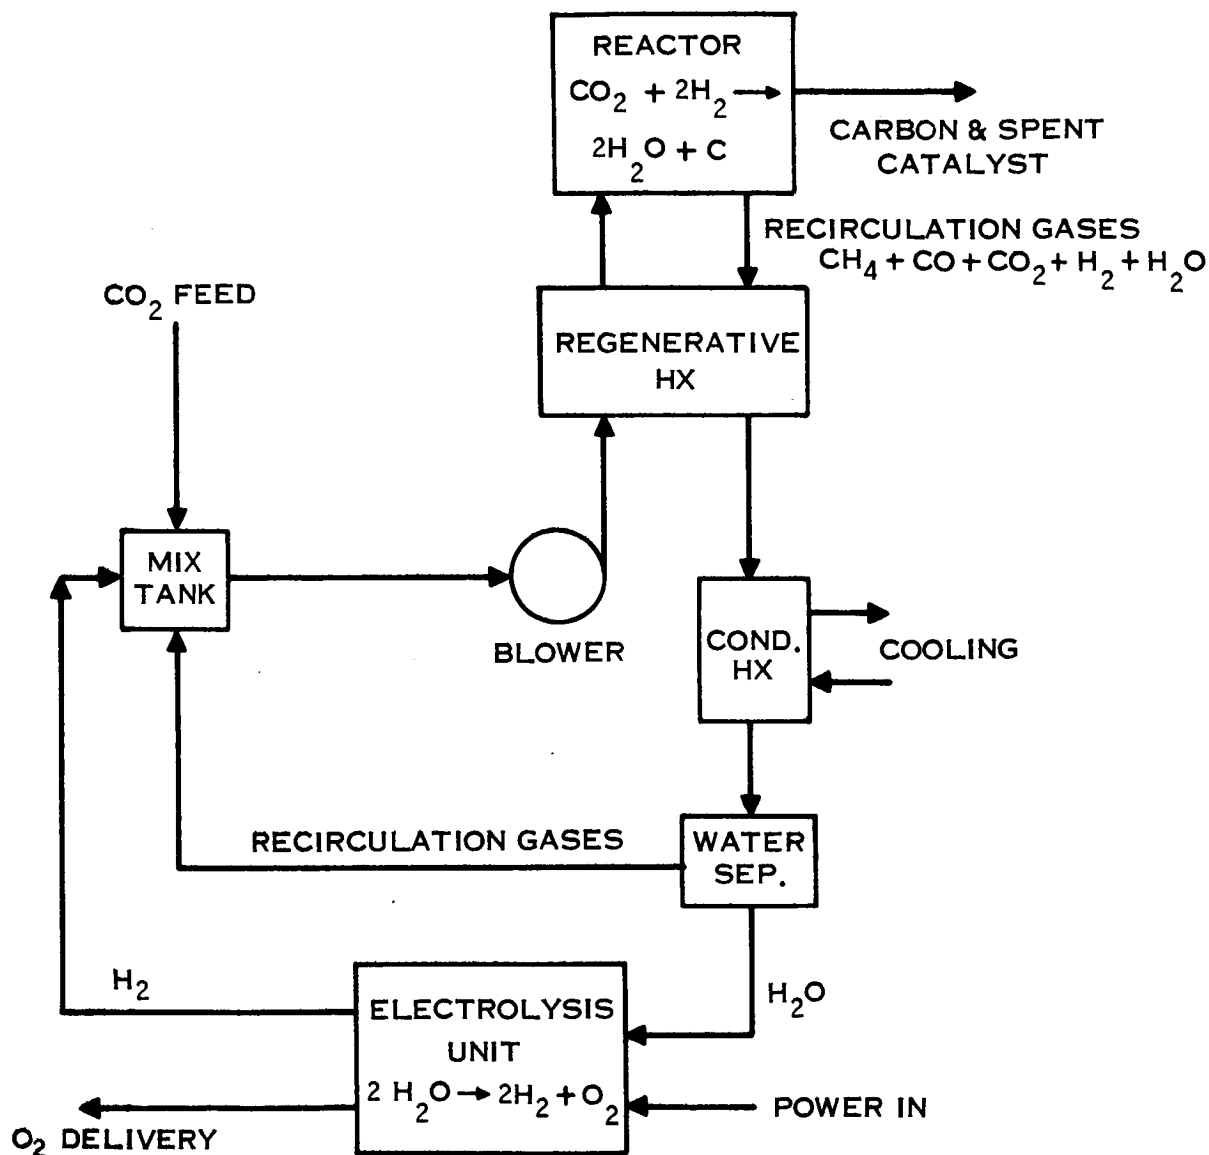 REACTOR
CO₂ + 2H₂ →
2H₂O + C
CARBON & SPENT
CATALYST
RECIRCULATION GASES
CH₄ + CO + CO₂ + H₂ + H₂O
CO₂ FEED
REGENERATIVE
HX
MIX
TANK
BLOWER
COND.
HX
COOLING
RECIRCULATION GASES
WATER
SEP.
H₂
H₂O
ELECTROLYSIS
UNIT
2 H₂O → 2H₂ + O₂
POWER IN
O₂ DELIVERY